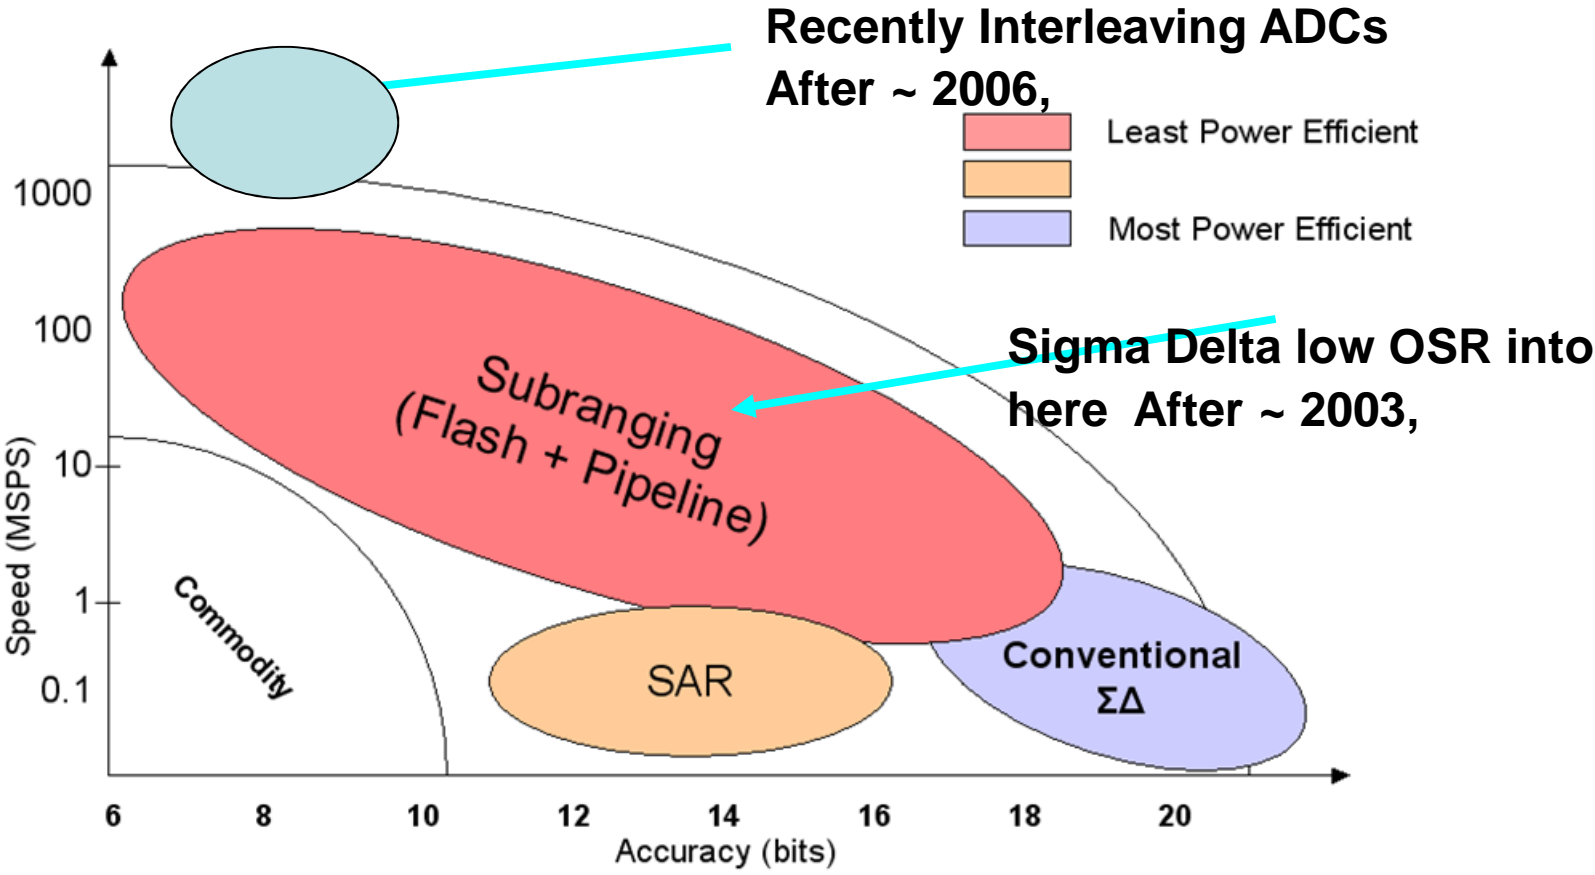 Recently Interleaving ADCs
After ~ 2006,
Least Power Efficient
Most Power Efficient
1000
100
10
1
0.1
Speed (MSPS)
Sigma Delta low OSR into
here After ~ 2003,
Subranging
(Flash + Pipeline)
Commodity
SAR
Conventional
ΣΔ
6 8 10 12 14 16 18 20
Accuracy (bits)